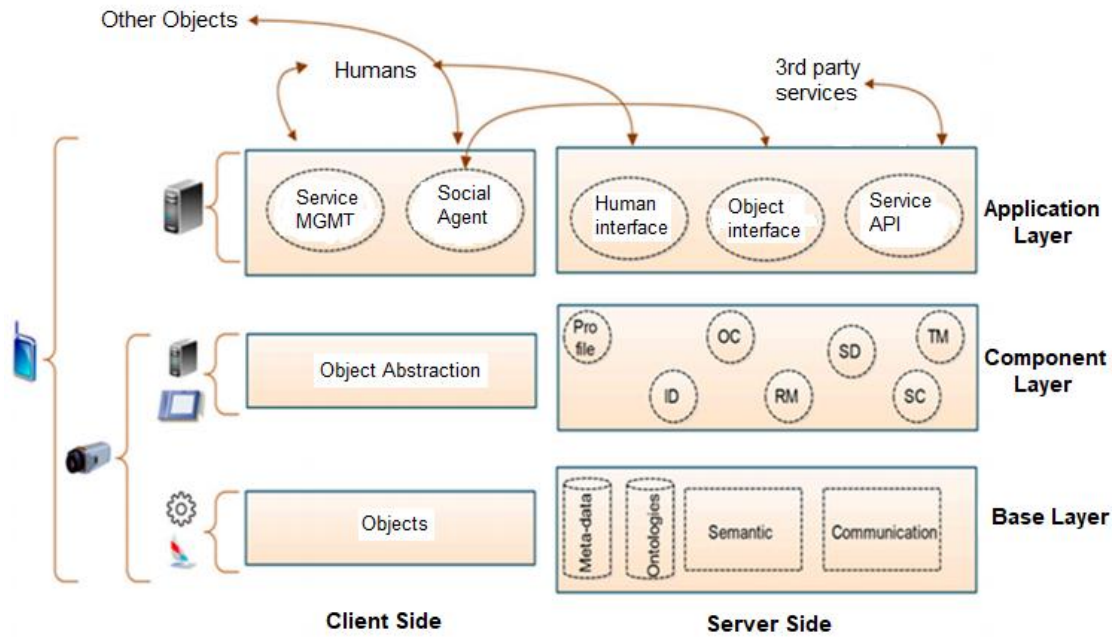 Other Objects
Humans
3rd party
services
Service
MGMT
Social
Agent
Human
interface
Object
interface
Service
API
Application
Layer
Object Abstraction
Pro
file
OC
SD
TM
ID
RM
SC
Component
Layer
Objects
Meta-data
Ontologies
Semantic
Communication
Base Layer
Client Side
Server Side